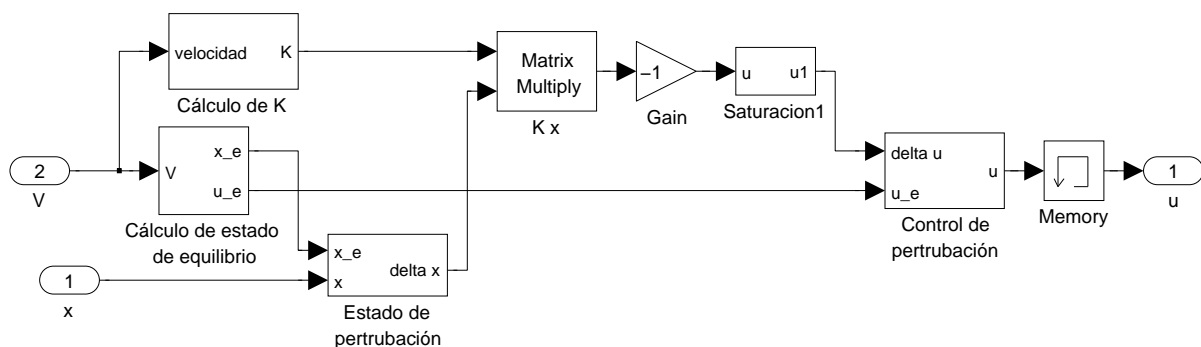 velocidad
K
Cálculo de K
Matrix
Multiply
K x
−1
Gain
u
u1
Saturacion1
2
V
V
x_e
u_e
Cálculo de estado
de equilibrio
delta u
u_e
u
Control de
pertrubación
Memory
1
u
1
x
x_e
x
delta x
Estado de
pertrubación